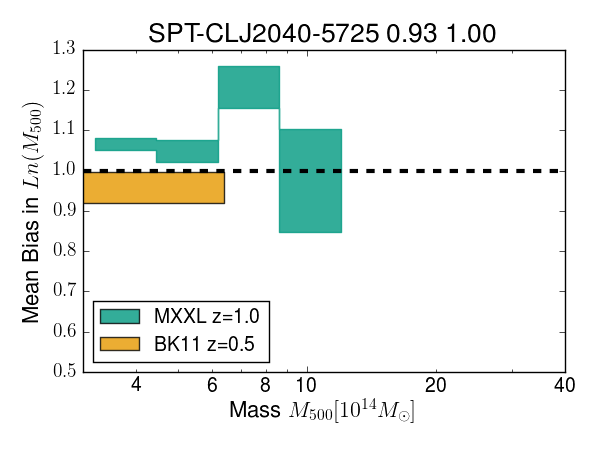 SPT-CLJ2040-5725 0.93 1.00
Mean Bias in Ln(M500)
1.3
1.2
1.1
1.0
0.9
0.8
0.7
0.6
0.5
MXXL z=1.0
BK11 z=0.5
4 6 8 10 20 40
Mass M500[10^14 M⊙]